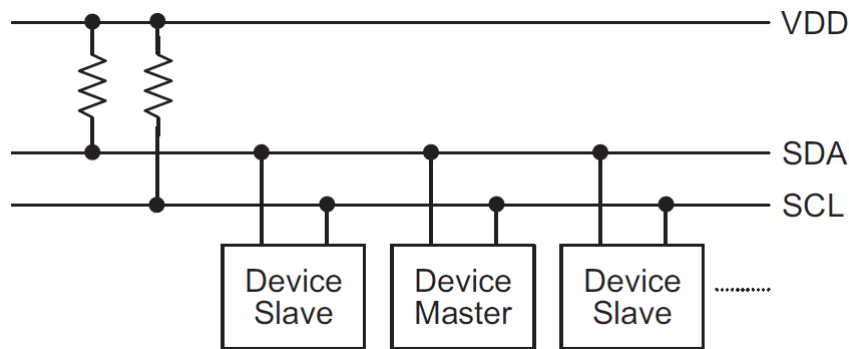 VDD
SDA
SCL
Device Slave
Device Master
Device Slave